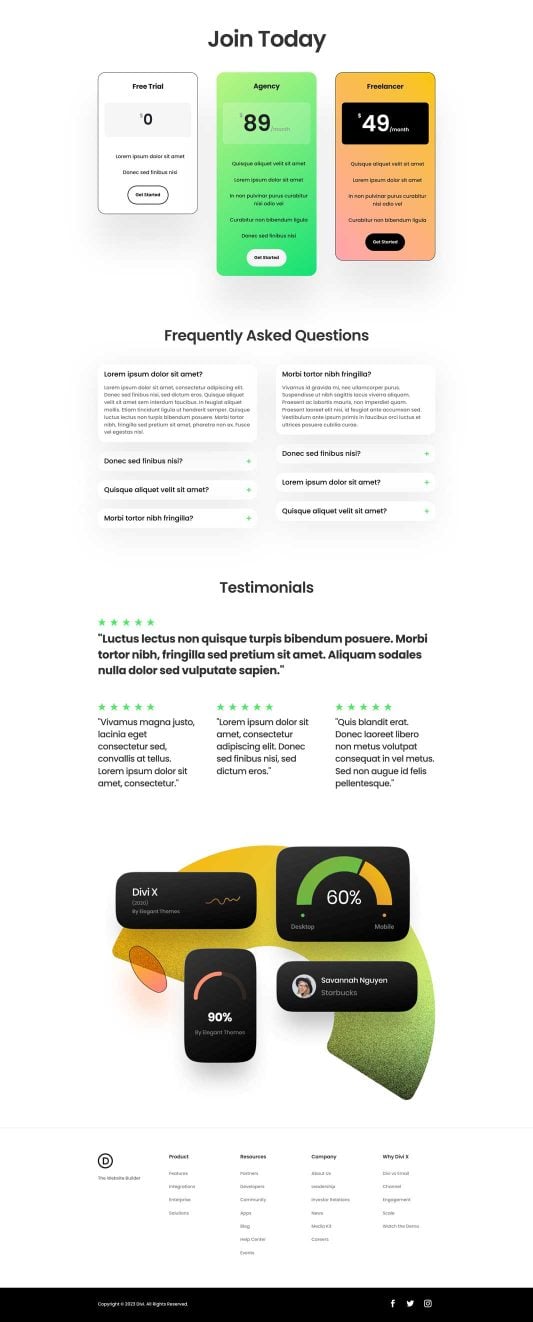 Join Today
Free Trial
$0
Lorem ipsum dolor sit amet
Donec sed finibus nisi
Get Started
Agency
$89/month
Quisque aliquet velit sit amet
Lorem ipsum dolor sit amet
In non pulvinar purus curabitur
nisi odio vel
Curabitur non bibendum ligula
Donec sed finibus nisi
Get Started
Freelancer
$49/month
Quisque aliquet velit sit amet
Lorem ipsum dolor sit amet
In non pulvinar purus curabitur
nisi odio vel
Curabitur non bibendum ligula
Get Started
Frequently Asked Questions
Lorem ipsum dolor sit amet?
Lorem ipsum dolor sit amet, consectetur adipiscing elit.
Donec sed finibus nisi, sed dictum eros. Quisque aliquet
velit sit amet sem interdum faucibus. In feugiat aliquet
mollis. Etiam tincidunt ligula ut hendrerit semper. Quisque
luctus lectus non turpis bibendum posuere. Morbi tortor
nibh, fringilla sed pretium sit amet, pharetra non ex. Fusce
vel egestas nisi.
Donec sed finibus nisi?
+
Quisque aliquet velit sit amet?
+
Morbi tortor nibh fringilla?
+
Morbi tortor nibh fringilla?
Vivamus id gravida mi, nec ullamcorper purus.
Suspendisse ut nibh sagittis lacus viverra aliquam.
Praesent ac lobortis mauris, non imperdiet quam.
Praesent laoreet elit nisi, id feugiat ante accumsan sed.
Vestibulum ante ipsum primis in faucibus orci luctus et
ultrices posuere cubilia curae.
Donec sed finibus nisi?
+
Lorem ipsum dolor sit amet?
+
Quisque aliquet velit sit amet?
+
Testimonials
"Luctus lectus non quisque turpis bibendum posuere. Morbi
tortor nibh, fringilla sed pretium sit amet. Aliquam sodales
nulla dolor sed vulputate sapien."
"Vivamus magna justo,
lacinia eget
consectetur sed,
convallis at tellus.
Lorem ipsum dolor sit
amet, consectetur."
"Lorem ipsum dolor sit
amet, consectetur
adipiscing elit. Donec
sed finibus nisi, sed
dictum eros."
"Quis blandit erat.
Donec laoreet libero
non metus volutpat
consequat in vel metus.
Sed non augue id felis
pellentesque."
Divi X
(2020)
By Elegant Themes
60%
Desktop
Mobile
90%
By Elegant Themes
Savannah Nguyen
Starbucks
D
The Website Builder
Product
Features
Integrations
Enterprise
Solutions
Resources
Partners
Developers
Community
Apps
Blog
Help Center
Events
Company
About us
Leadership
Investor Relations
News
Media Kit
Careers
Why Divi X
Divi vs Email
Channel
Engagement
Scale
Watch the Demo
Copyright © 2023 Divi. All Rights Reserved.